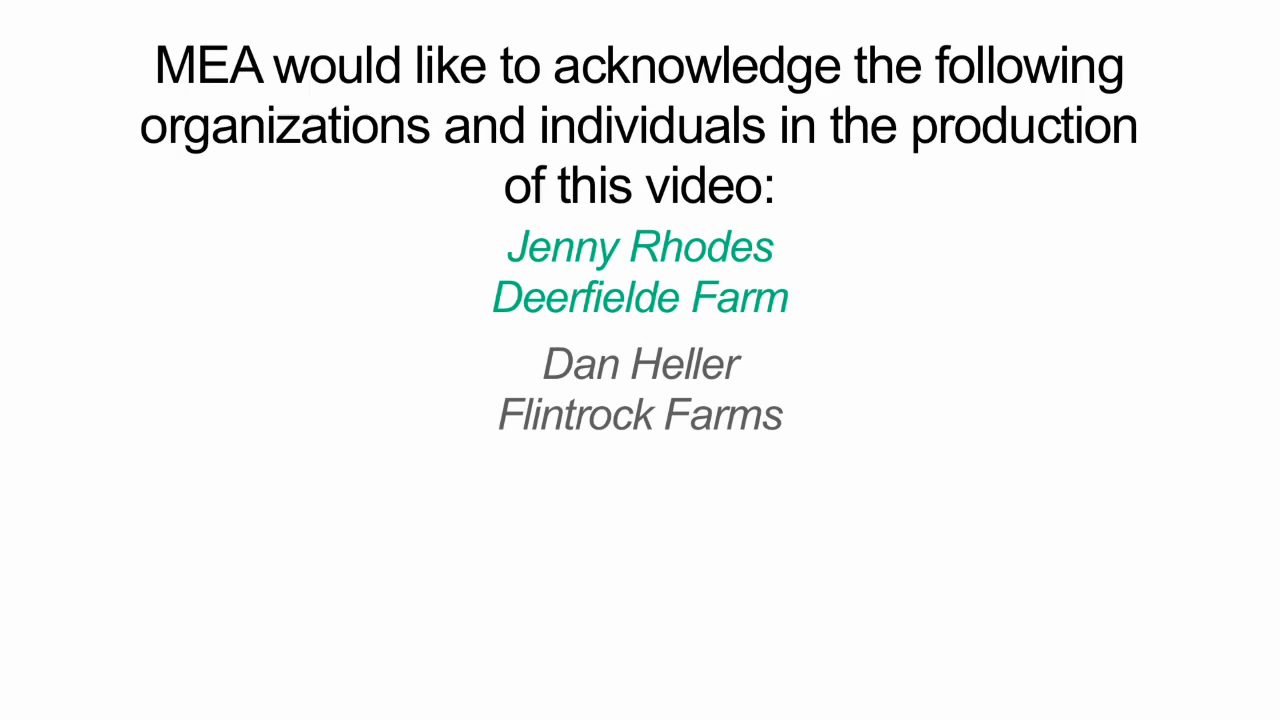 MEA would like to acknowledge the following
organizations and individuals in the production
of this video:
Jenny Rhodes
Deerfielde Farm
Dan Heller
Flintrock Farms